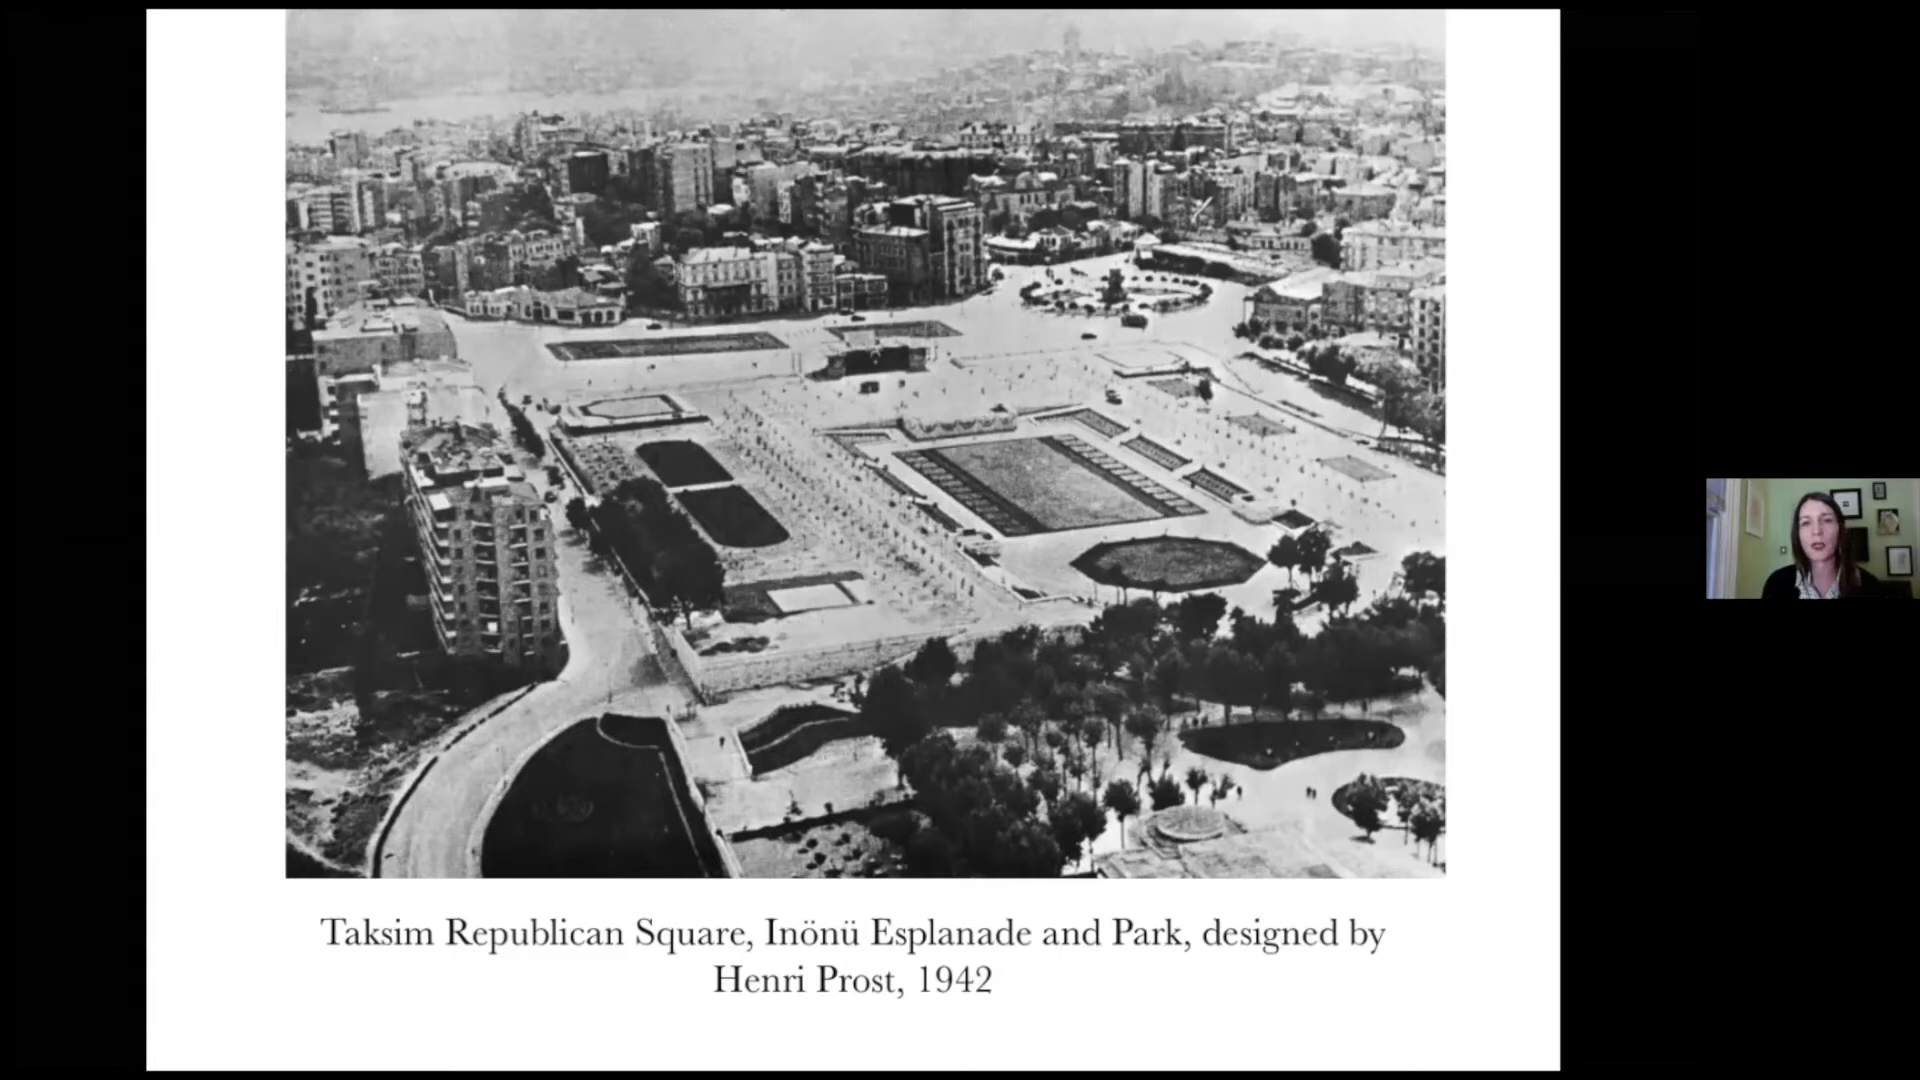 Taksim Republican Square, Inönü Esplanade and Park, designed by
Henri Prost, 1942